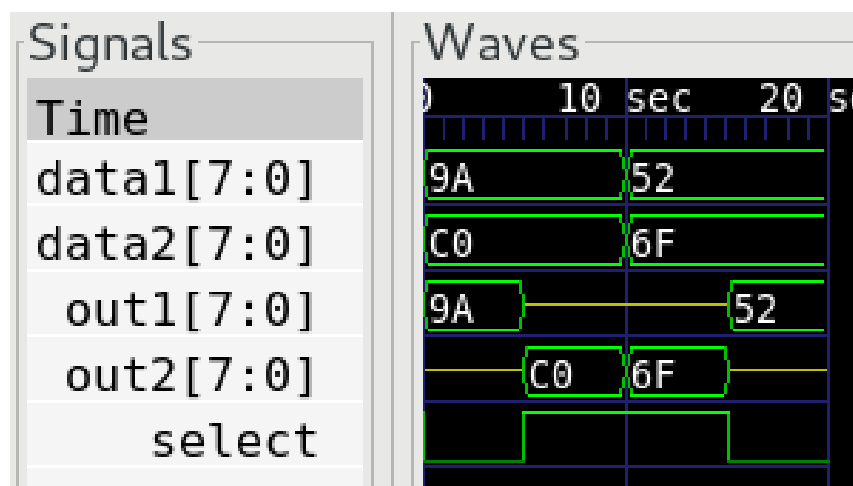 Signals
Waves
Time
10 sec 20
data1[7:0]
9A 52
data2[7:0]
C0 6F
out1[7:0]
9A 52
out2[7:0]
C0 6F
select